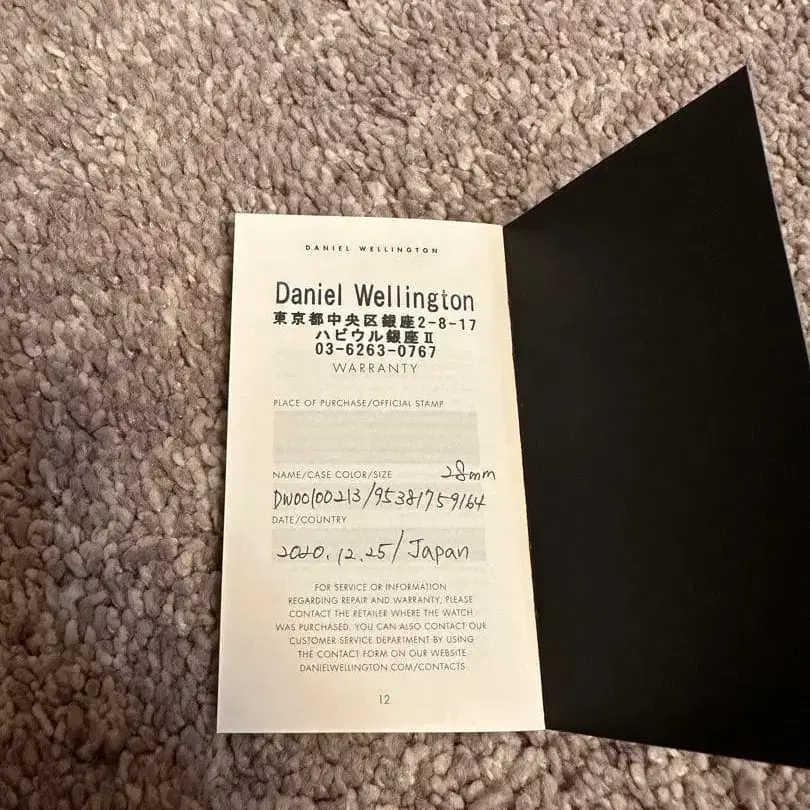 DANIEL WELLINGTON
Daniel Wellington
東京都中央区銀座2-8-17
ハビウル銀座Ⅱ
03-6263-0767
WARRANTY
PLACE OF PURCHASE/OFFICIAL STAMP
NAME/CASE COLOR/SIZE 28mm
DW00100213/95381759164
DATE/COUNTRY
2020.12.25/Japan
FOR SERVICE OR INFORMATION
REGARDING REPAIR AND WARRANTY, PLEASE
CONTACT THE RETAILER WHERE THE WATCH
WAS PURCHASED. YOU CAN ALSO CONTACT OUR
CUSTOMER SERVICE DEPARTMENT BY USING
THE CONTACT FORM ON OUR WEBSITE
DANIELWELLINGTON.COM/CONTACTS
12